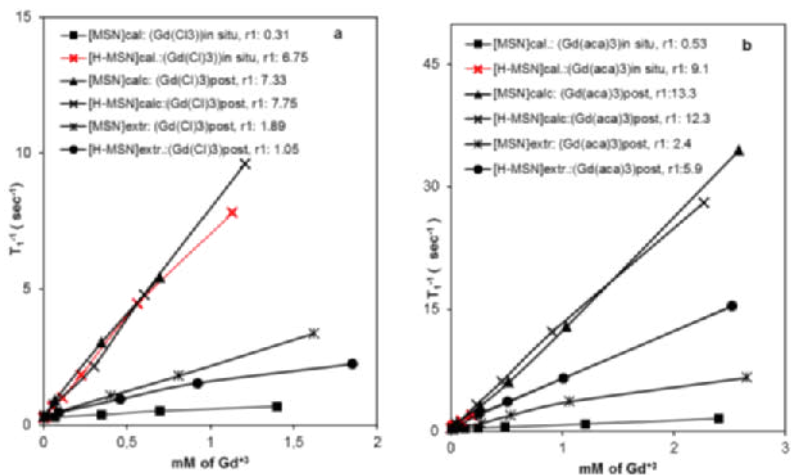 15
10
5
0
T1-1 ( sec-1)
a
[MSN]cal: (Gd(Cl3))in situ, r1: 0.31
[H-MSN]cal.:(Gd(Cl)3))in situ, r1: 6.75
[MSN]calc: (Gd(Cl)3)post, r1: 7.33
[H-MSN]calc:(Gd(Cl)3)post, r1: 7.75
[MSN]extr: (Gd(Cl)3)post, r1: 1.89
[H-MSN]extr.:(Gd(Cl)3)post, r1: 1.05
0 0,5 1 1,5 2
mM of Gd+3
45
30
15
0
T1-1 ( sec-1)
b
[MSN]cal.: (Gd(aca)3)in situ, r1: 0.53
[H-MSN]cal.:(Gd(aca)3)in situ, r1: 9.1
[MSN]calc: (Gd(aca)3)post, r1:13.3
[H-MSN]calc:(Gd(aca)3)post, r1: 12.3
[MSN]extr: (Gd(aca)3)post, r1: 2.4
[H-MSN]extr.:(Gd(aca)3)post, r1:5.9
0 1 2 3
mM of Gd+3